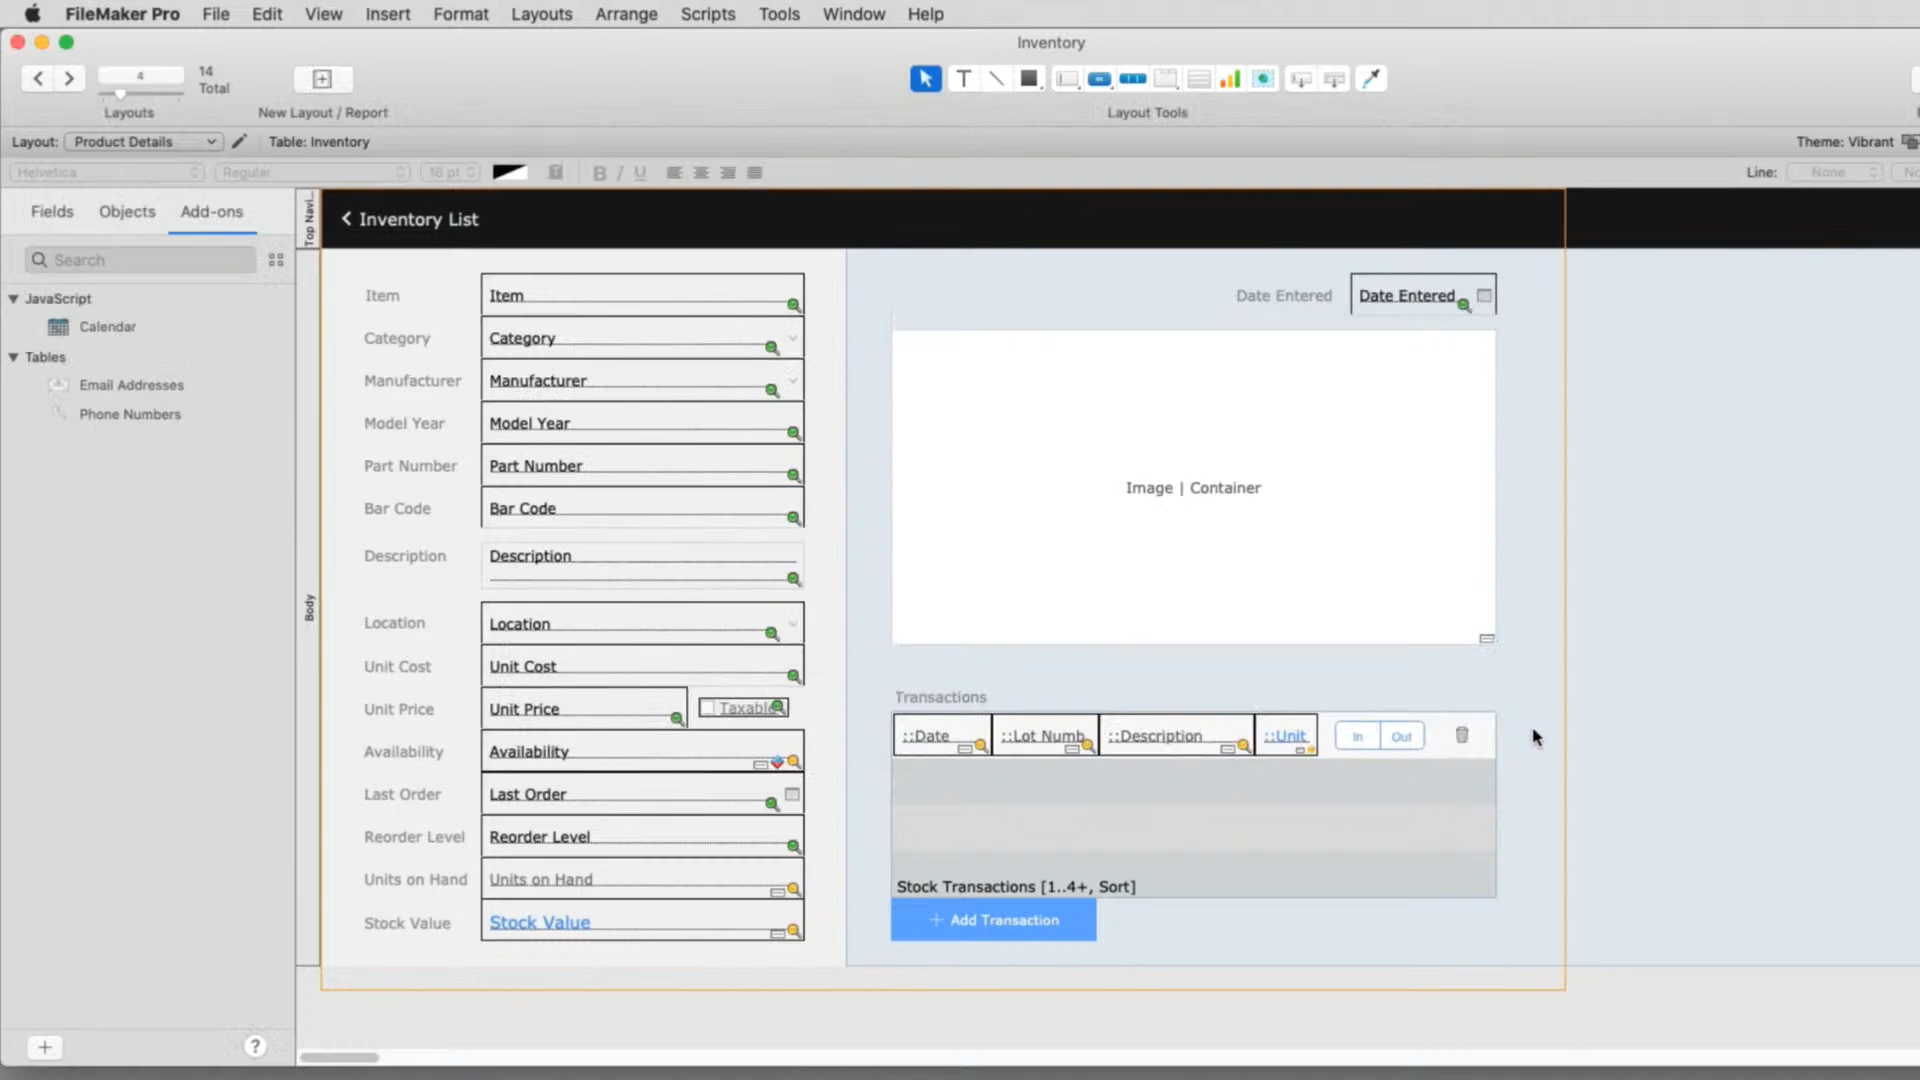 FileMaker Pro File Edit View Insert Format Layouts Arrange Scripts Tools Window Help
Inventory
4
14
Total
Layouts
New Layout / Report
Layout Tools
Layout: Product Details
Table: Inventory
Theme: Vibrant
Helvetica
Regular
16 pt
B I U
Line: None
Fields Objects Add-ons
Search
JavaScript
Calendar
Tables
Email Addresses
Phone Numbers
Top Navi...
Body
Inventory List
Item Item
Category Category
Manufacturer Manufacturer
Model Year Model Year
Part Number Part Number
Bar Code Bar Code
Description Description
Location Location
Unit Cost Unit Cost
Unit Price Unit Price Taxable
Availability Availability
Last Order Last Order
Reorder Level Reorder Level
Units on Hand Units on Hand
Stock Value Stock Value
Date Entered Date Entered
Image | Container
Transactions
::Date ::Lot Numb ::Description ::Unit In Out
Stock Transactions [1..4+, Sort]
+ Add Transaction
+
?